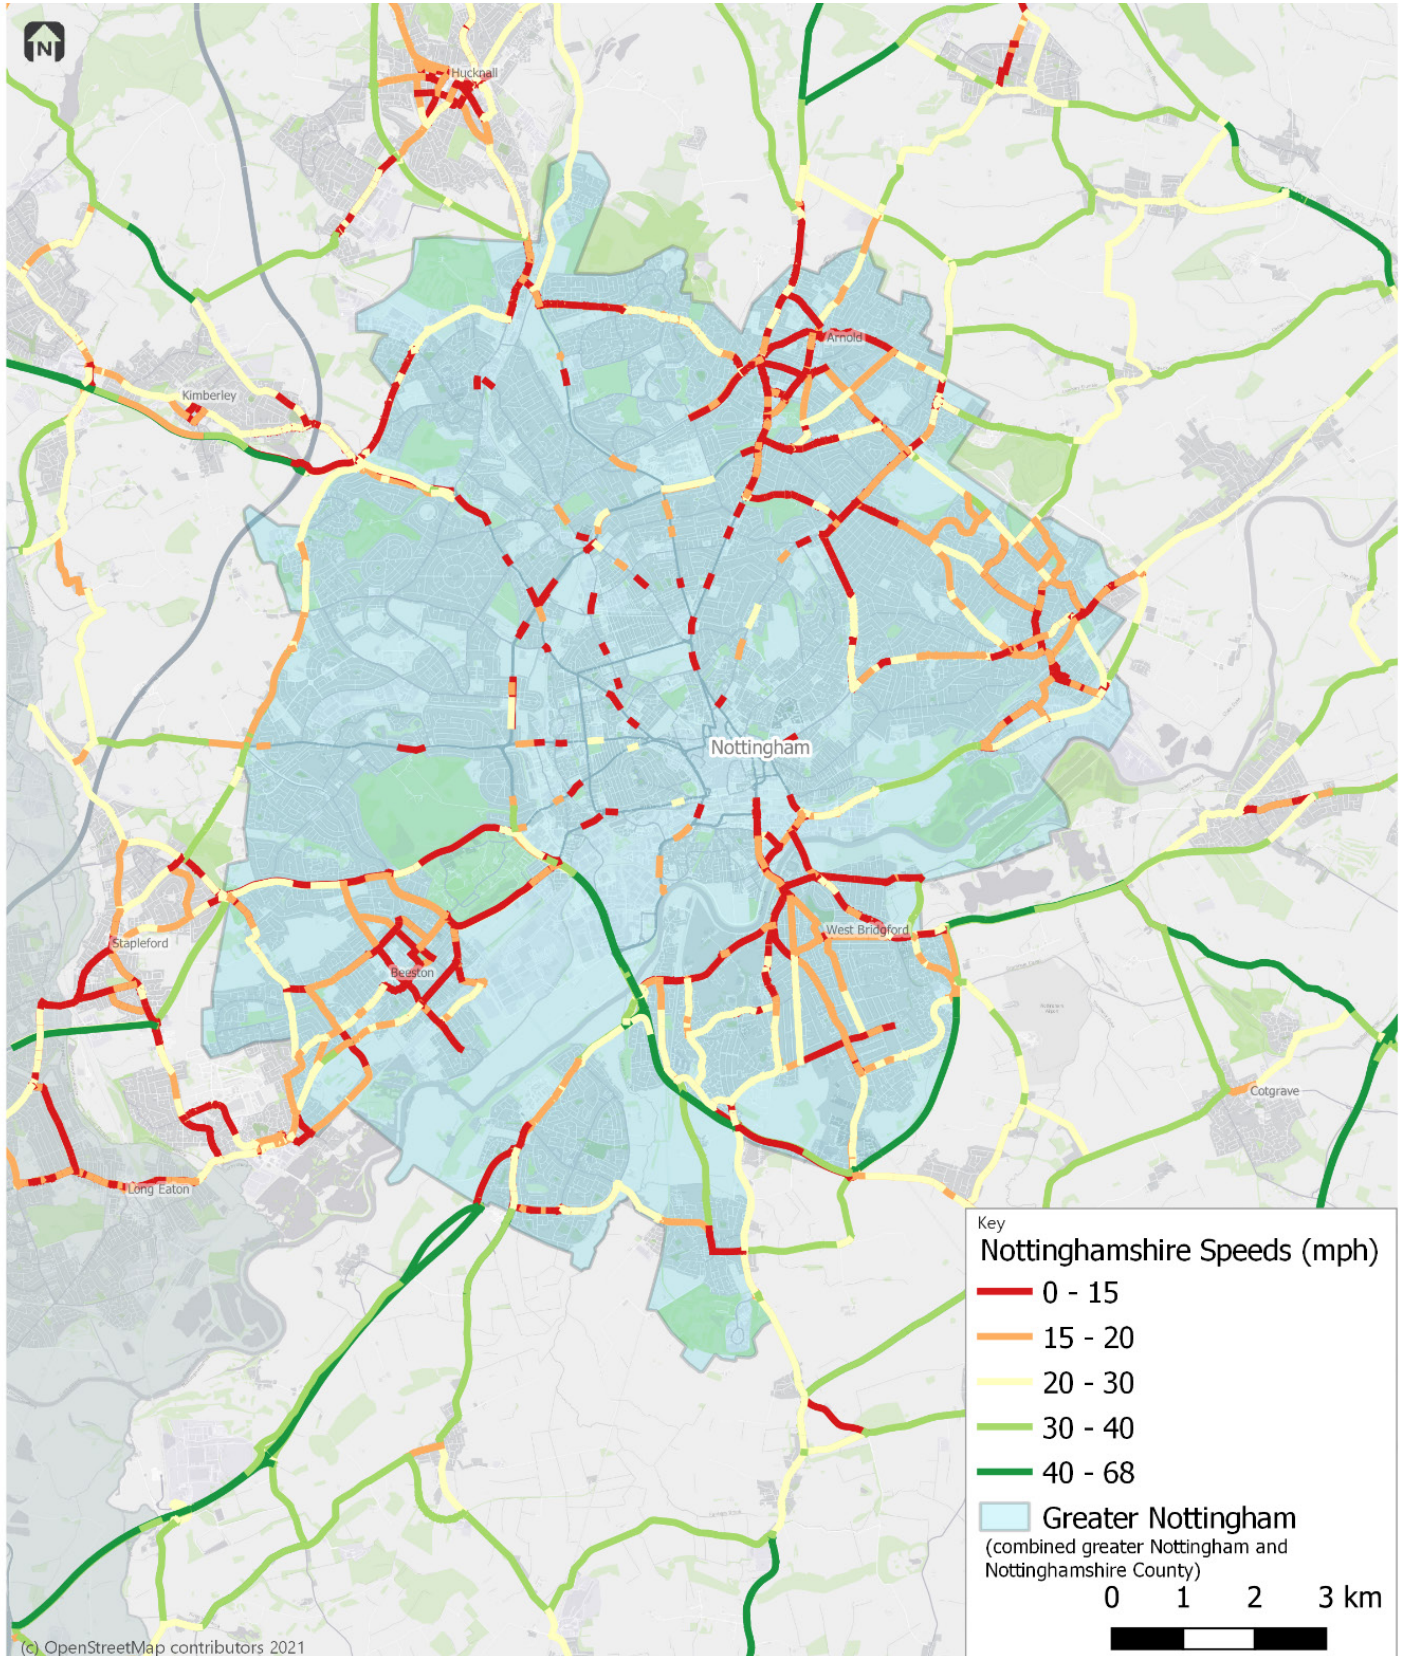 N
Hucknall
Arnold
Kimberley
Nottingham
West Bridgford
Stapleford
Beeston
Cotgrave
Long Eaton
Key
Nottinghamshire Speeds (mph)
0 - 15
15 - 20
20 - 30
30 - 40
40 - 68
Greater Nottingham
(combined greater Nottingham and
Nottinghamshire County)
0 1 2 3 km
(c) OpenStreetMap contributors 2021